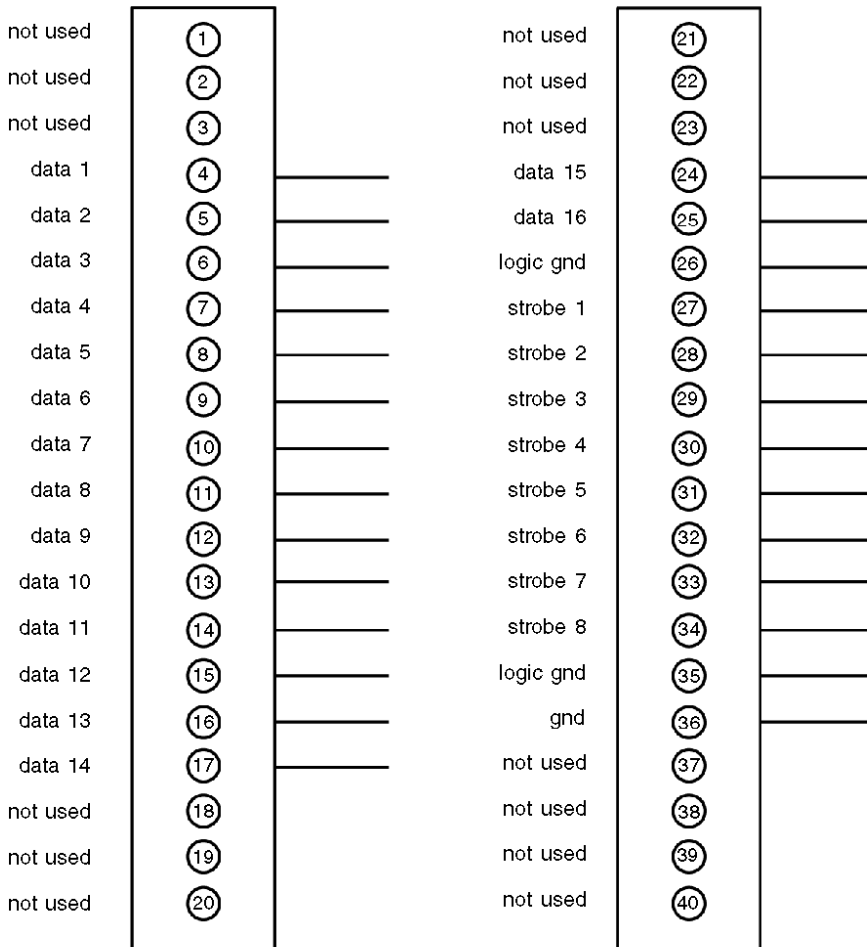 not used 1
not used 2
not used 3
data 1 4
data 2 5
data 3 6
data 4 7
data 5 8
data 6 9
data 7 10
data 8 11
data 9 12
data 10 13
data 11 14
data 12 15
data 13 16
data 14 17
not used 18
not used 19
not used 20
not used 21
not used 22
not used 23
data 15 24
data 16 25
logic gnd 26
strobe 1 27
strobe 2 28
strobe 3 29
strobe 4 30
strobe 5 31
strobe 6 32
strobe 7 33
strobe 8 34
logic gnd 35
gnd 36
not used 37
not used 38
not used 39
not used 40